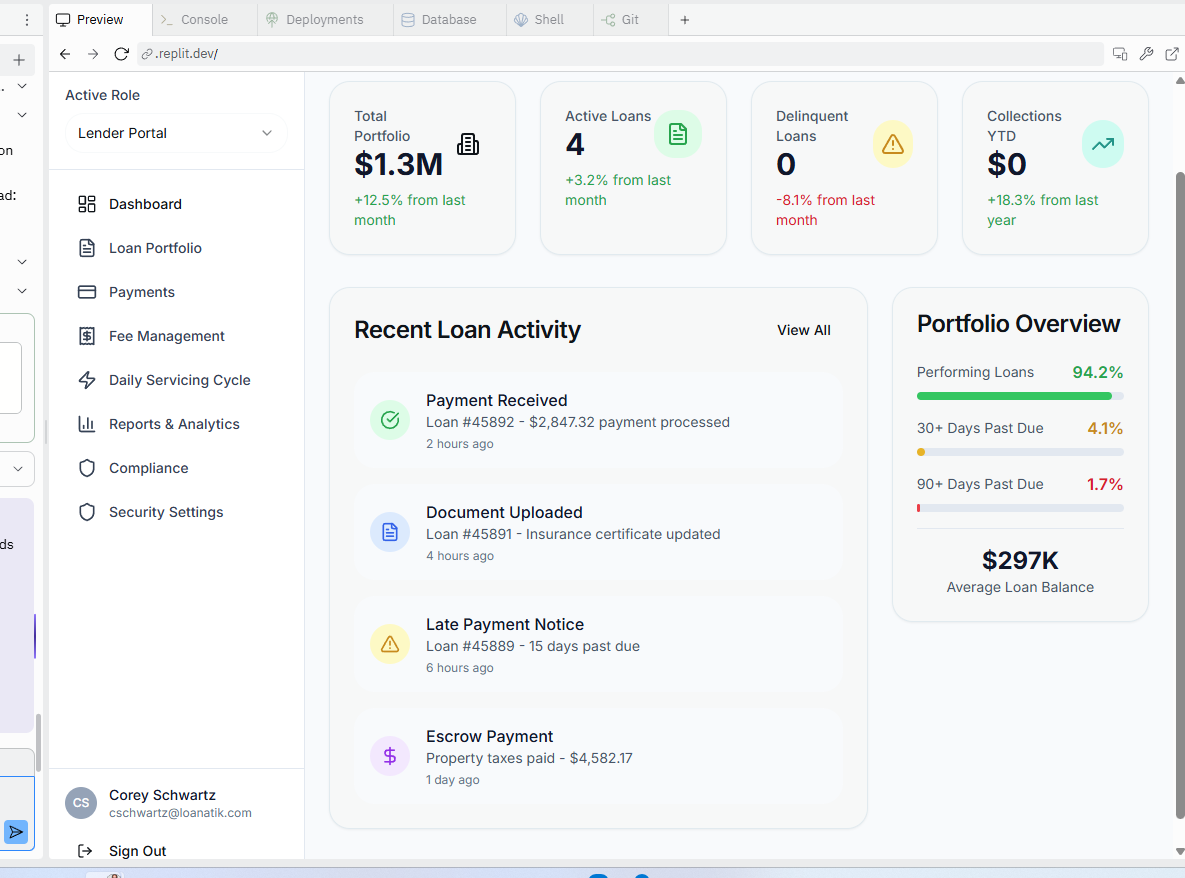 Preview
Console
Deployments
Database
Shell
Git
.replit.dev/
on
ad:
ds
Active Role
Lender Portal
Dashboard
Loan Portfolio
Payments
Fee Management
Daily Servicing Cycle
Reports & Analytics
Compliance
Security Settings
CS
Corey Schwartz
cschwartz@loanatik.com
Sign Out
Total
Portfolio
$1.3M
+12.5% from last
month
Active Loans
4
+3.2% from last
month
Delinquent
Loans
0
-8.1% from last
month
Collections
YTD
$0
+18.3% from last
year
Recent Loan Activity
View All
Payment Received
Loan #45892 - $2,847.32 payment processed
2 hours ago
Document Uploaded
Loan #45891 - Insurance certificate updated
4 hours ago
Late Payment Notice
Loan #45889 - 15 days past due
6 hours ago
Escrow Payment
Property taxes paid - $4,582.17
1 day ago
Portfolio Overview
Performing Loans
94.2%
30+ Days Past Due
4.1%
90+ Days Past Due
1.7%
$297K
Average Loan Balance